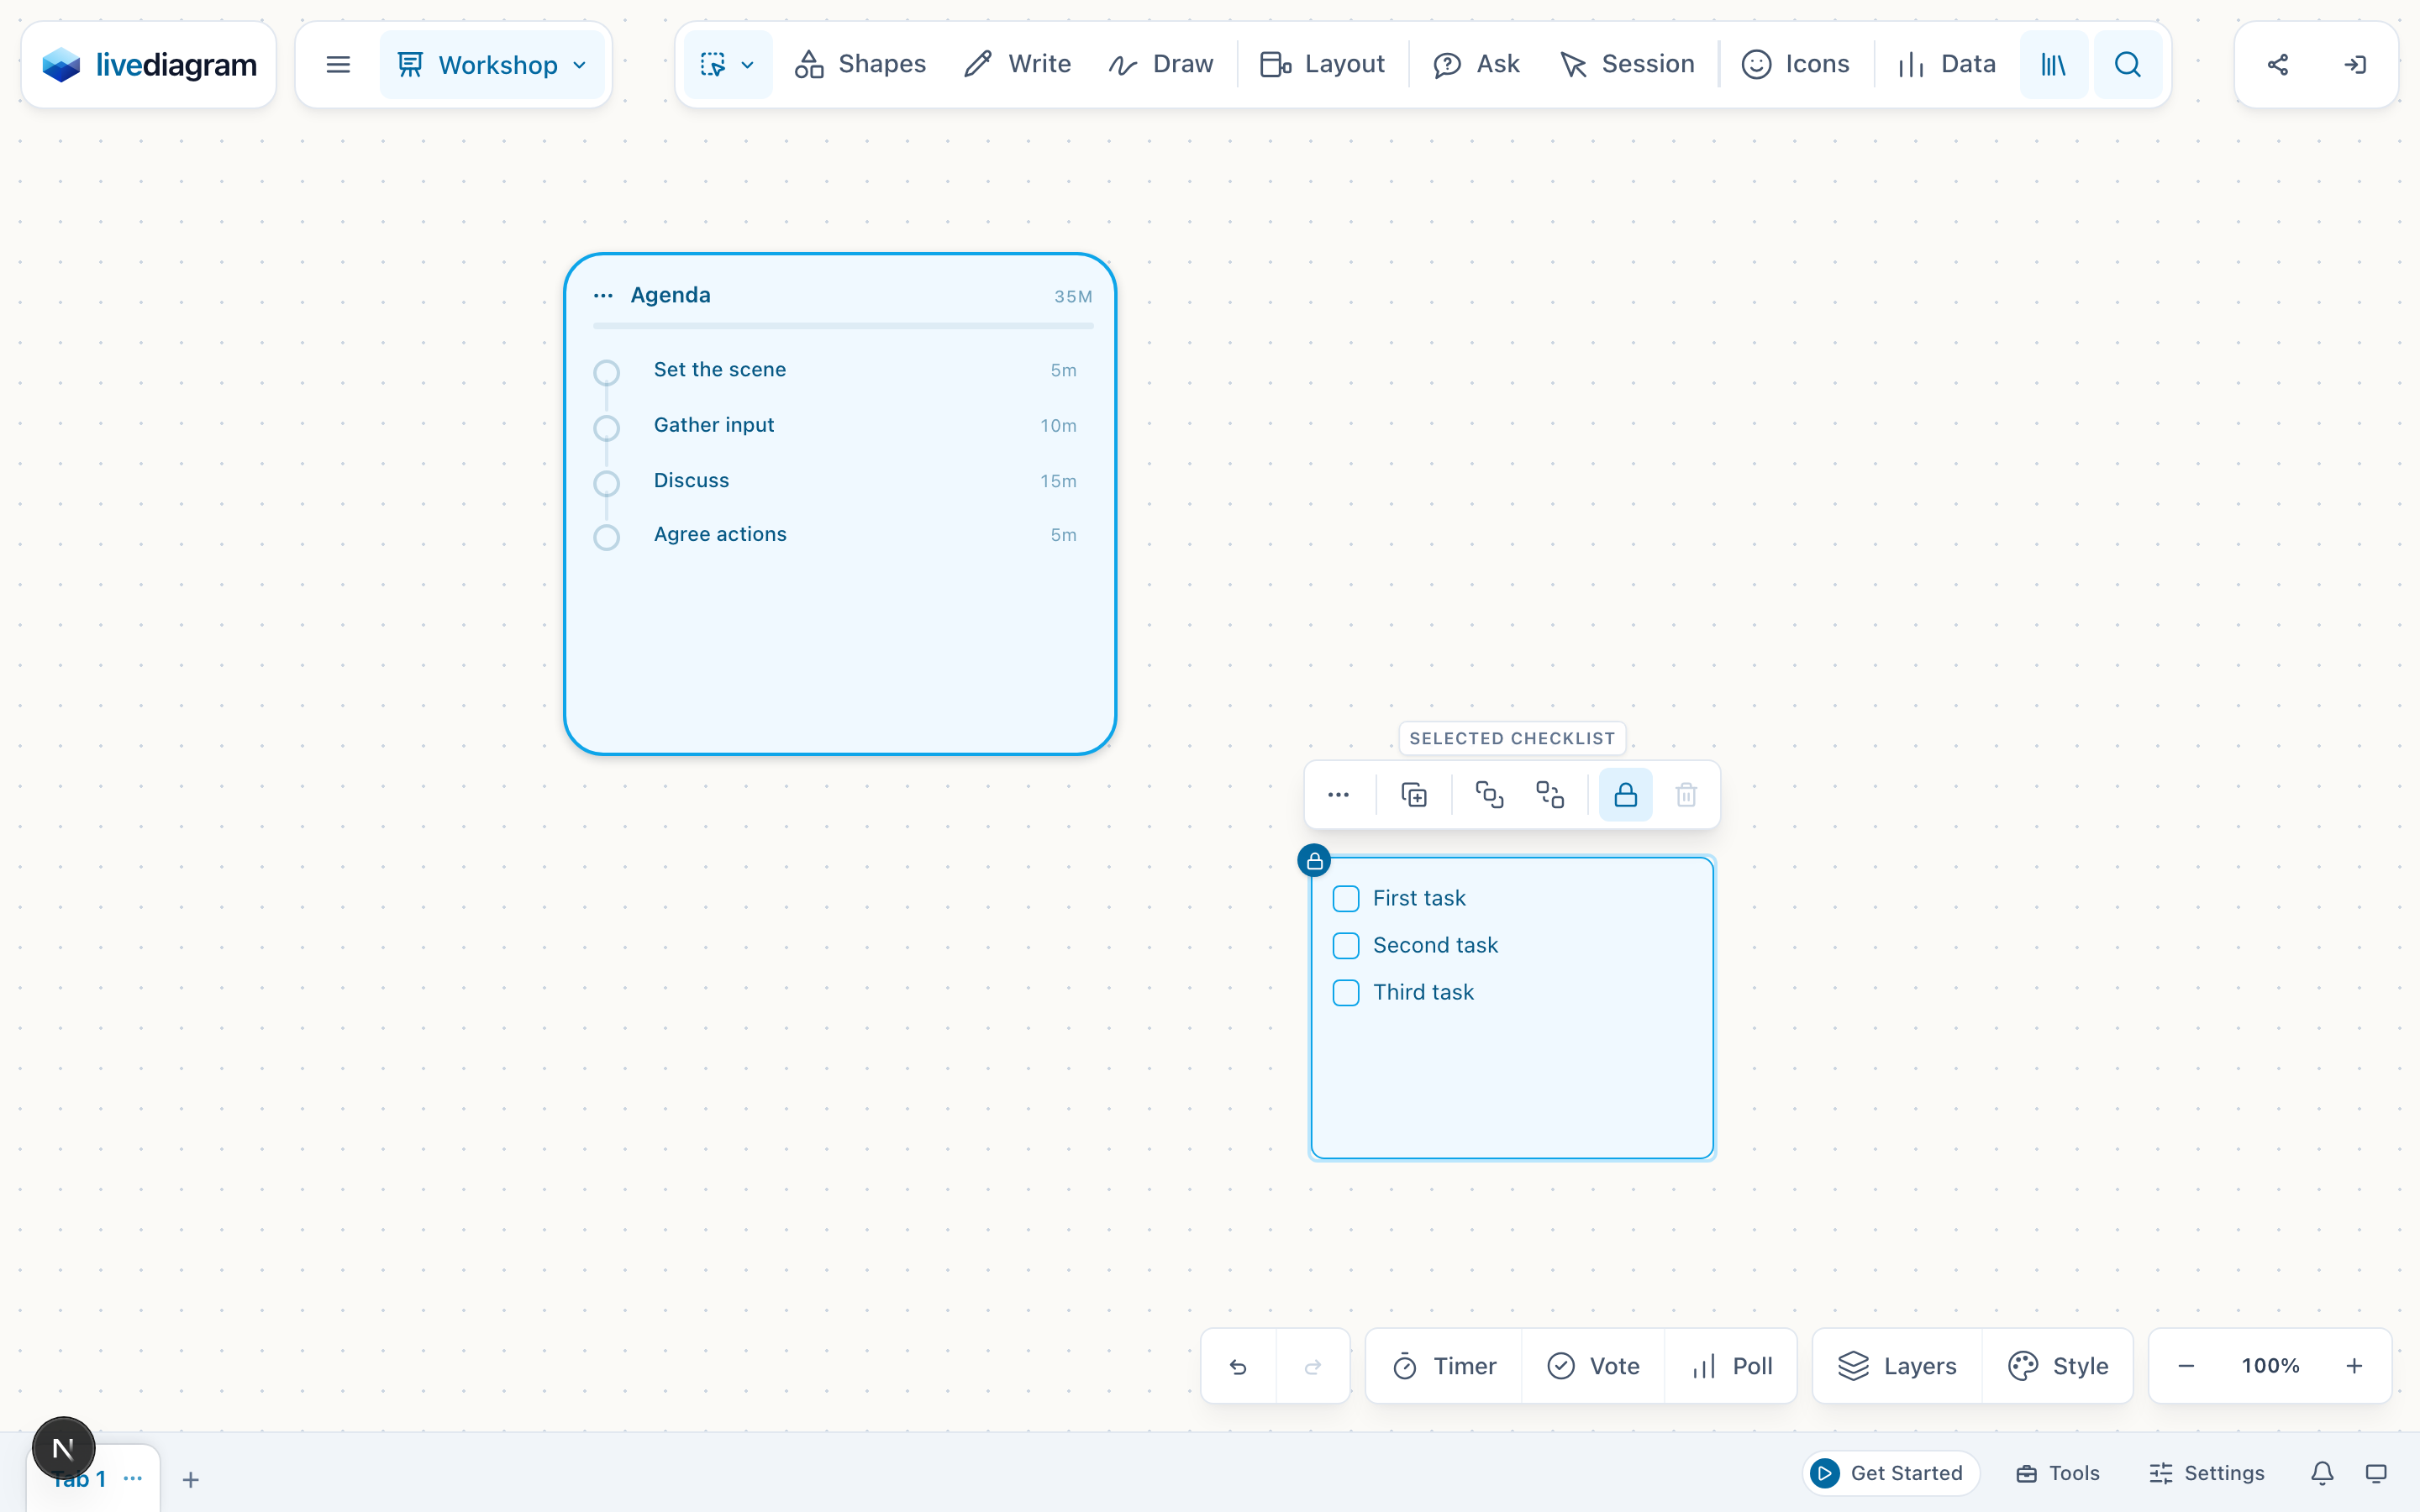 livediagram
Workshop
Shapes
Write
Draw
Layout
Ask
Session
Icons
Data
Agenda
35M
Set the scene
5m
Gather input
10m
Discuss
15m
Agree actions
5m
SELECTED CHECKLIST
First task
Second task
Third task
Timer
Vote
Poll
Layers
Style
100%
N
Tab 1
Get Started
Tools
Settings